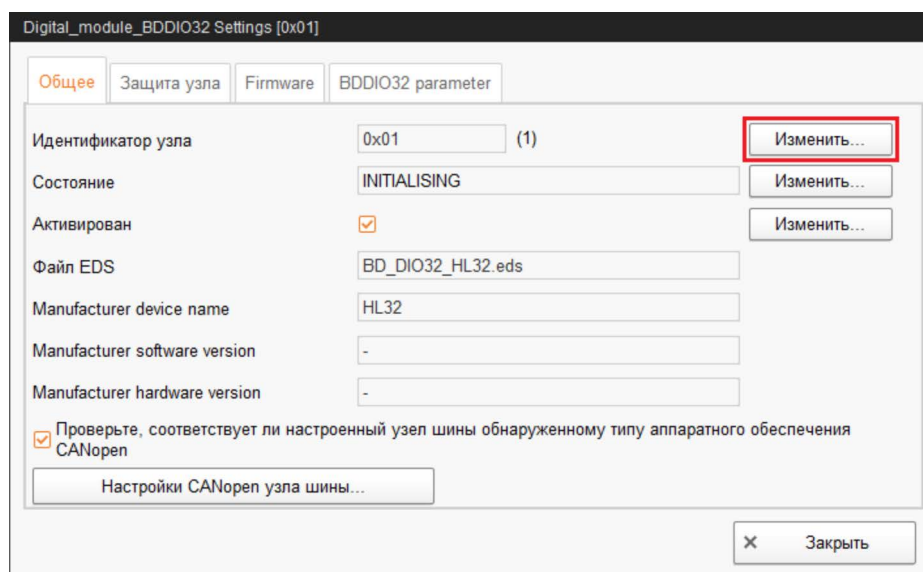 Digital_module_BDDIO32 Settings [0x01]
Общее Защита узла Firmware BDDIO32 parameter
Идентификатор узла 0x01 (1) Изменить...
Состояние INITIALISING Изменить...
Активирован Изменить...
Файл EDS BD_DIO32_HL32.eds
Manufacturer device name HL32
Manufacturer software version -
Manufacturer hardware version -
Проверьте, соответствует ли настроенный узел шины обнаруженному типу аппаратного обеспечения
CANopen
Настройки CANopen узла шины...
Закрыть